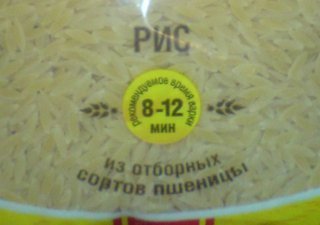 РИС
рекомендуемое время варки
8-12
мин
из отборных
сортов пшеницы